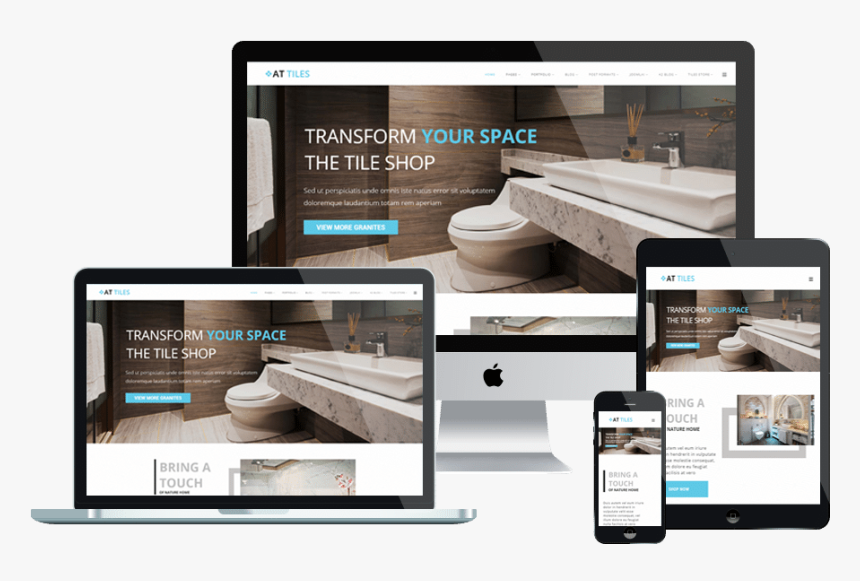 AT TILES
HOME PAGES PORTFOLIO BLOG POST FORMATS JOOMLA K2 BLOG TILES STORE
TRANSFORM YOUR SPACE
THE TILE SHOP
Sed ut perspiciatis unde omnis iste natus error sit voluptatem
doloremque laudantium totam rem aperiam
VIEW MORE GRANITES
AT TILES
TRANSFORM YOUR SPACE
THE TILE SHOP
Sed ut perspiciatis unde omnis iste natus error sit voluptatem
doloremque laudantium totam rem aperiam
VIEW MORE GRANITES
BRING A
TOUCH
OF NATURE HOME
AT TILES
TRANSFORM YOUR SPACE
THE TILE SHOP
RING A
OUCH
NATURE HOME
SHOP NOW
AT TILES
BRING A
TOUCH
OF NATURE HOME